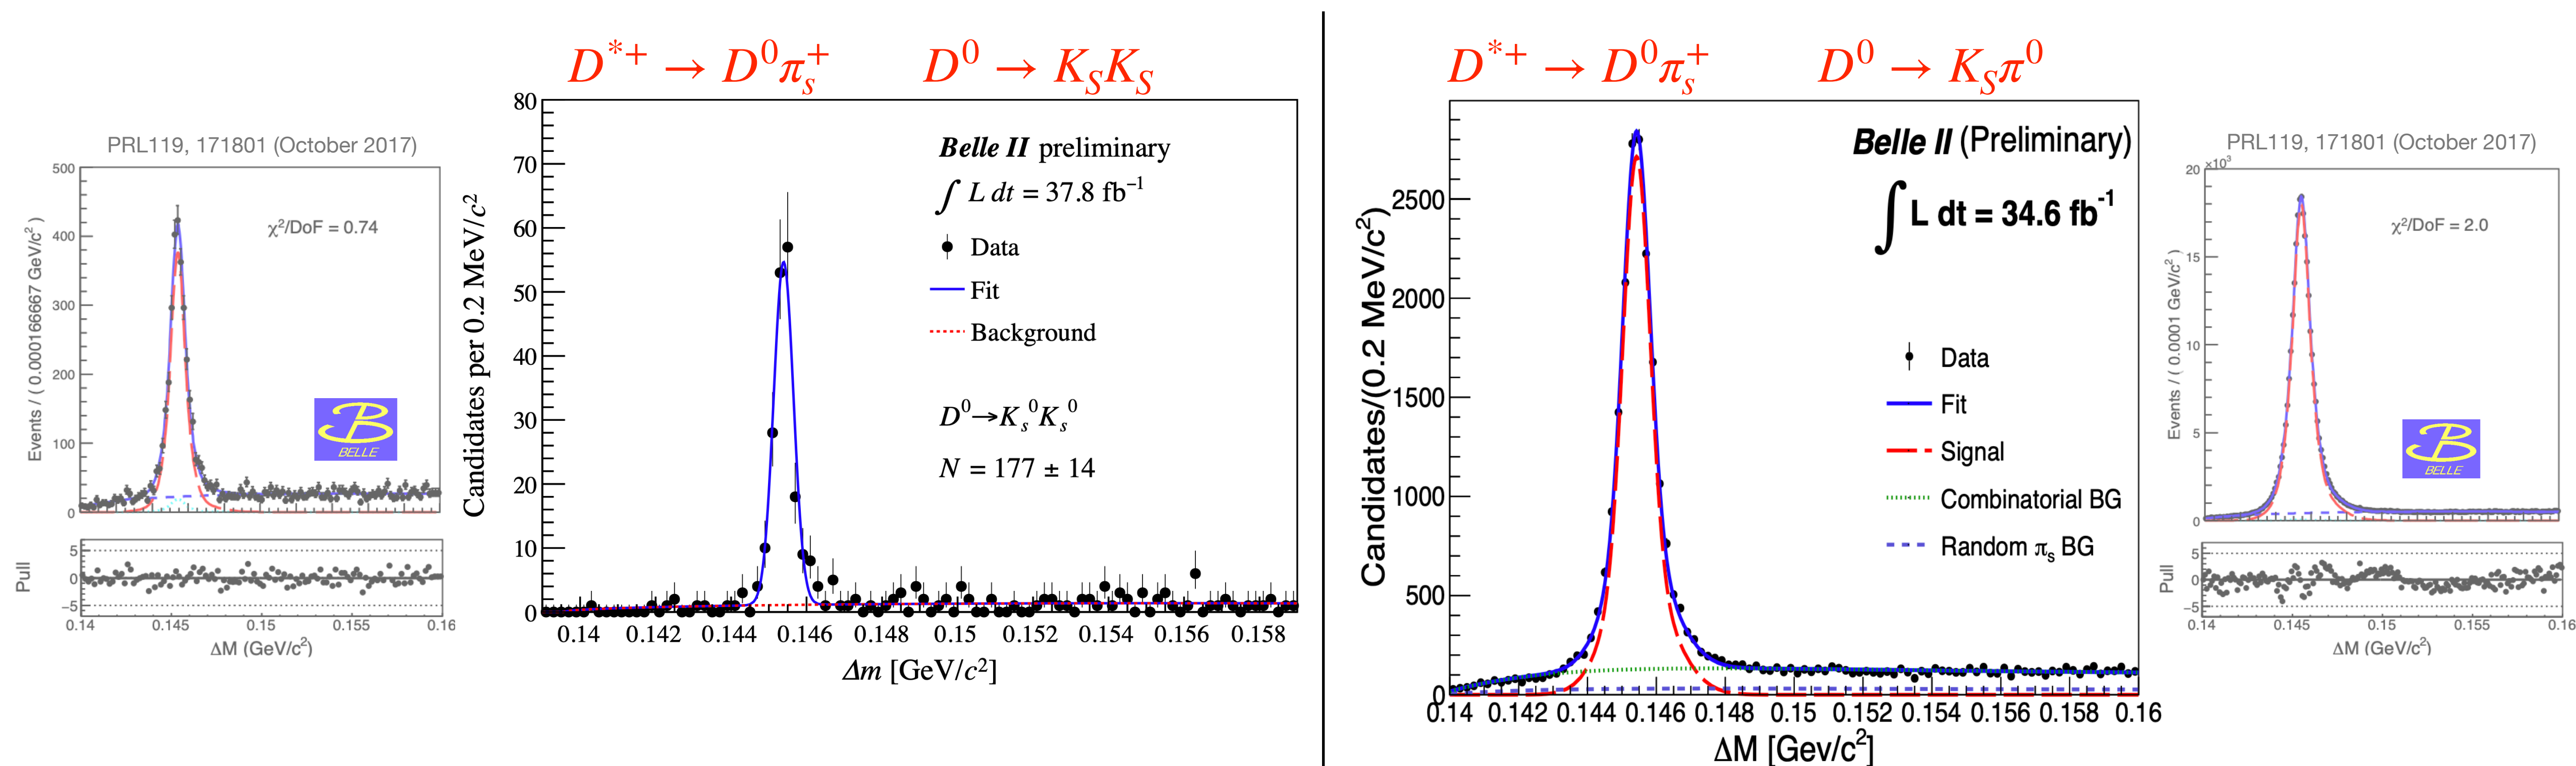 D*+ → D⁰πₛ⁺ D⁰ → K_S K_S
PRL119, 171801 (October 2017)
Events / ( 0.000166667 GeV/c² )
500
400
300
200
100
0
χ²/DoF = 0.74
B
BELLE
Pull
5
0
−5
0.14 0.145 0.15 0.155 0.16
ΔM (GeV/c²)
Candidates per 0.2 MeV/c²
80
70
60
50
40
30
20
10
0
Belle II preliminary
∫ L dt = 37.8 fb⁻¹
Data
Fit
Background
D⁰→Kₛ⁰Kₛ⁰
N = 177 ± 14
0.14 0.142 0.144 0.146 0.148 0.15 0.152 0.154 0.156 0.158
Δm [GeV/c²]
D*+ → D⁰πₛ⁺ D⁰ → K_S π⁰
Candidates/(0.2 MeV/c²)
2500
2000
1500
1000
500
0
Belle II (Preliminary)
∫ L dt = 34.6 fb⁻¹
Data
Fit
Signal
Combinatorial BG
Random πₛ BG
0.14 0.142 0.144 0.146 0.148 0.15 0.152 0.154 0.156 0.158 0.16
ΔM [Gev/c²]
PRL119, 171801 (October 2017)
×10³
Events / ( 0.0001 GeV/c² )
20
15
10
5
0
χ²/DoF = 2.0
B
BELLE
Pull
5
0
−5
0.14 0.145 0.15 0.155 0.16
ΔM (GeV/c²)